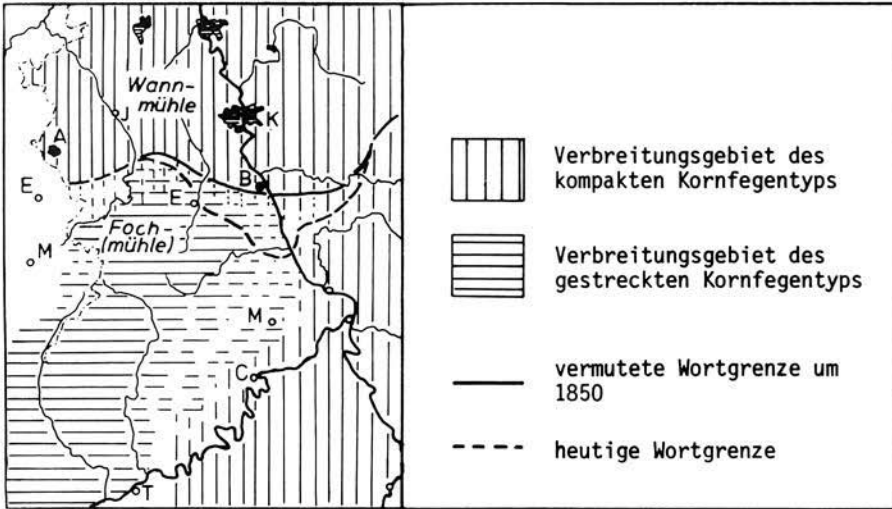 Wann-
mühle
J
K
A
B
E
E
Foch-
(mühle)
M
M
C
T
Verbreitungsgebiet des
kompakten Kornfegentyps
Verbreitungsgebiet des
gestreckten Kornfegentyps
vermutete Wortgrenze um
1850
heutige Wortgrenze